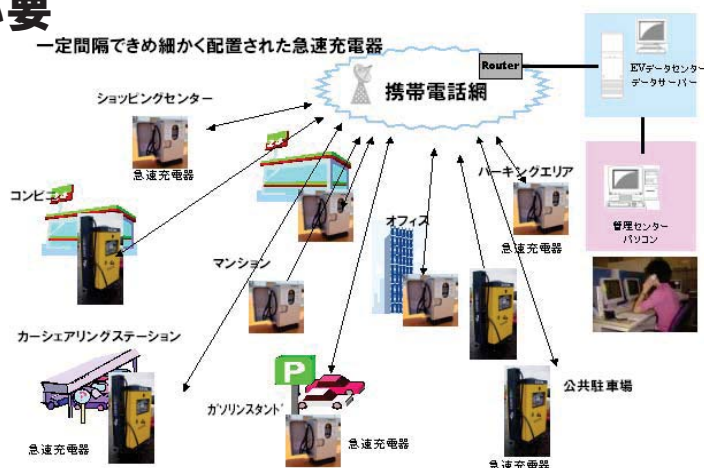 要
一定間隔できめ細かく配置された急速充電器
Router
携帯電話網
EVデータセンター
データサーバー
ショッピングセンター
急速充電器
コンビニ
パーキングエリア
急速充電器
管理センター
パソコン
オフィス
マンション
カーシェアリングステーション
急速充電器
P
ガソリンスタンド
急速充電器
公共駐車場
急速充電器